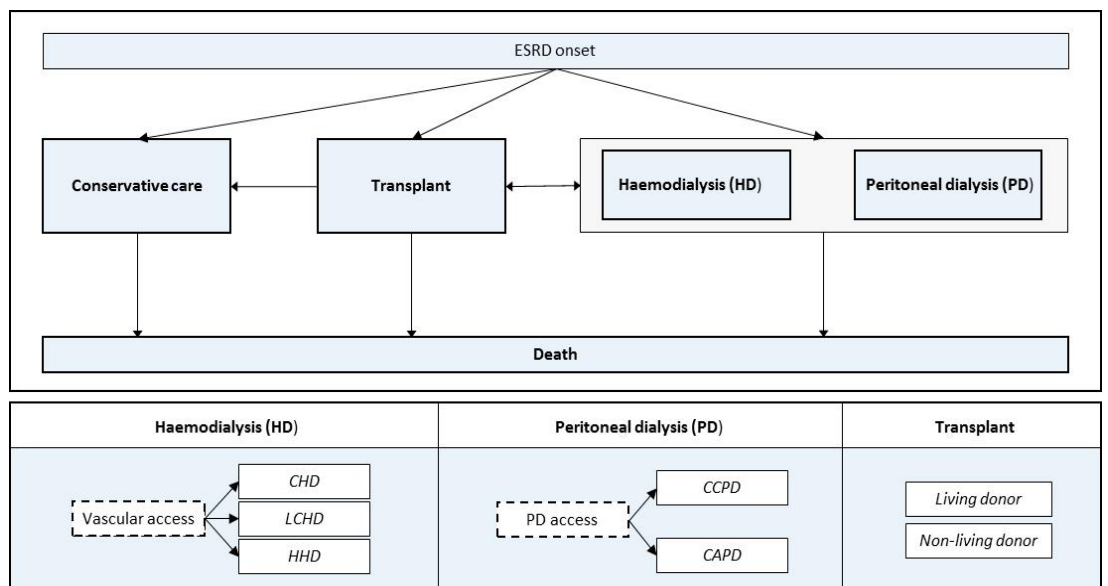 ESRD onset
Conservative care
Transplant
Haemodialysis (HD)
Peritoneal dialysis (PD)
Death
Haemodialysis (HD)
Peritoneal dialysis (PD)
Transplant
Vascular access
CHD
LCHD
HHD
PD access
CCPD
CAPD
Living donor
Non-living donor